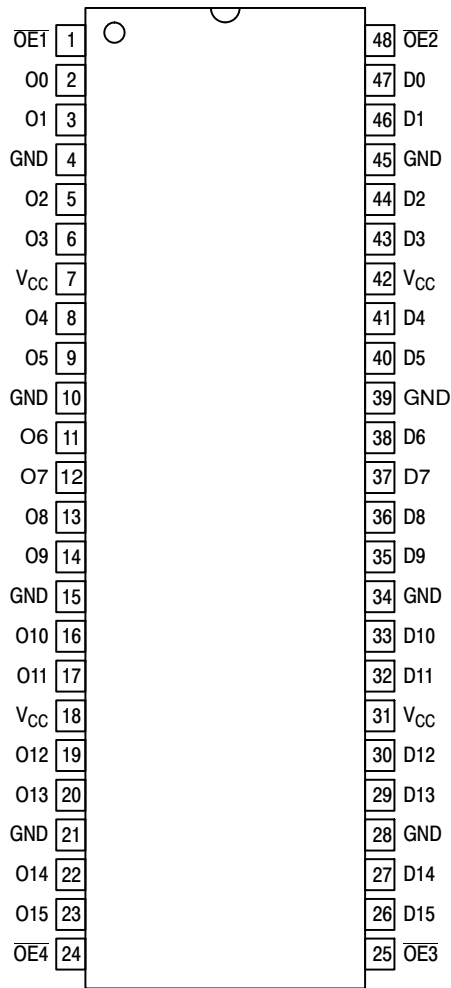 O̅E̅1̅ 1 48 O̅E̅2̅
O0 2 47 D0
O1 3 46 D1
GND 4 45 GND
O2 5 44 D2
O3 6 43 D3
VCC 7 42 VCC
O4 8 41 D4
O5 9 40 D5
GND 10 39 GND
O6 11 38 D6
O7 12 37 D7
O8 13 36 D8
O9 14 35 D9
GND 15 34 GND
O10 16 33 D10
O11 17 32 D11
VCC 18 31 VCC
O12 19 30 D12
O13 20 29 D13
GND 21 28 GND
O14 22 27 D14
O15 23 26 D15
O̅E̅4̅ 24 25 O̅E̅3̅